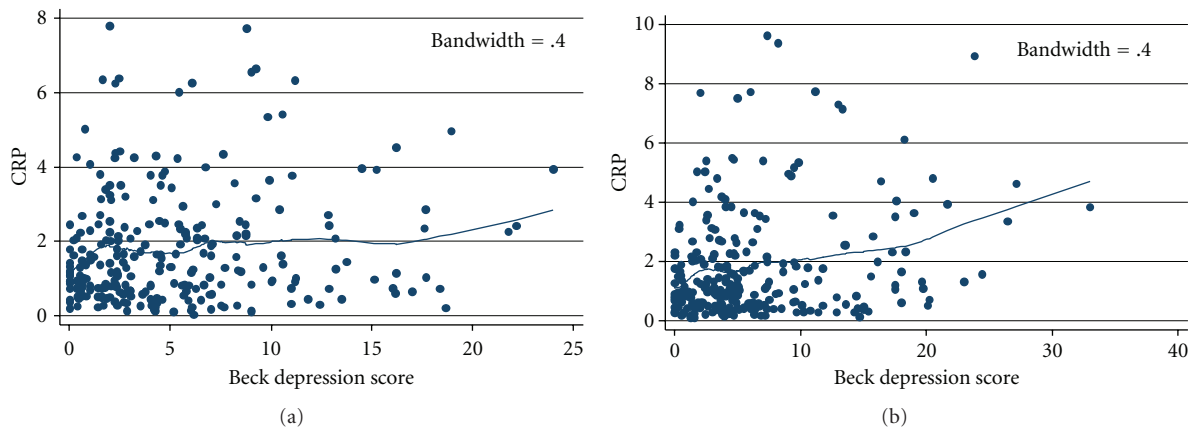 8
6
4
2
0
CRP
Bandwidth = .4
0 5 10 15 20 25
Beck depression score
(a)
10
8
6
4
2
0
CRP
Bandwidth = .4
0 10 20 30 40
Beck depression score
(b)